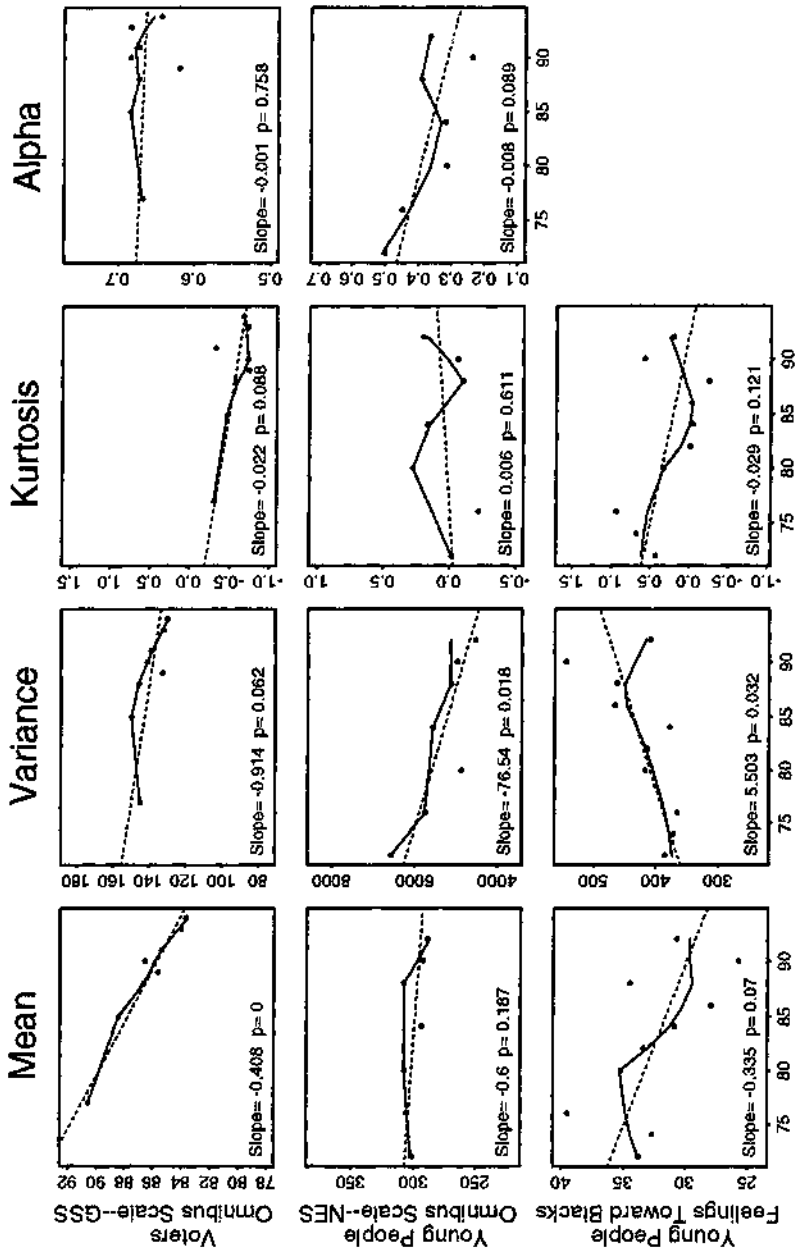 Mean
Variance
Kurtosis
Alpha
Voters
Omnibus Scale--GSS
78 80 82 84 86 88 90 92
Slope= -0.408 p= 0
80 100 120 140 160 180
Slope= -0.914 p= 0.062
-1.0 -0.5 0.0 0.5 1.0 1.5
Slope= -0.022 p= 0.088
0.5 0.6 0.7
Slope= -0.001 p= 0.758
Young People
Omnibus Scale--NES
250 300 350
Slope= -0.6 p= 0.187
4000 6000 8000
Slope= -76.54 p= 0.018
-0.5 0.0 0.5 1.0
Slope= 0.006 p= 0.611
0.1 0.2 0.3 0.4 0.5 0.6 0.7
Slope= -0.008 p= 0.089
75 80 85 90
Young People
Feelings Toward Blacks
25 30 35 40
Slope= -0.335 p= 0.07
75 80 85 90
300 400 500
Slope= 5.503 p= 0.032
75 80 85 90
-1.0 -0.5 0.0 0.5 1.0 1.5
Slope= -0.029 p= 0.121
75 80 85 90